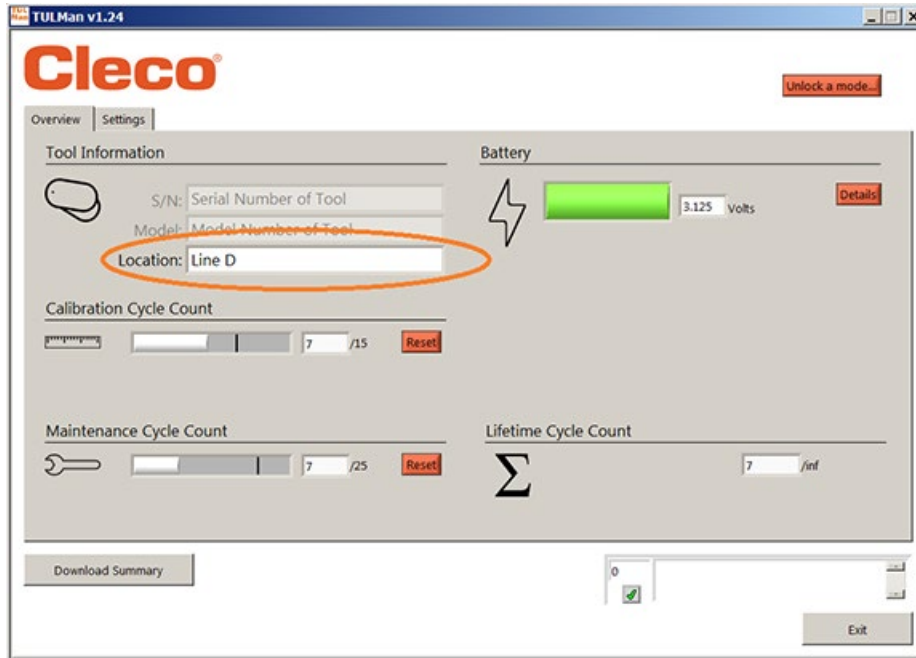 TULMan v1.24
Cleco®
Unlock a mode...
Overview Settings
Tool Information
S/N: Serial Number of Tool
Model: Model Number of Tool
Location: Line D
Battery
3.125 Volts
Details
Calibration Cycle Count
7 /15 Reset
Maintenance Cycle Count
7 /25 Reset
Lifetime Cycle Count
Σ
7 /inf
Download Summary
0
Exit